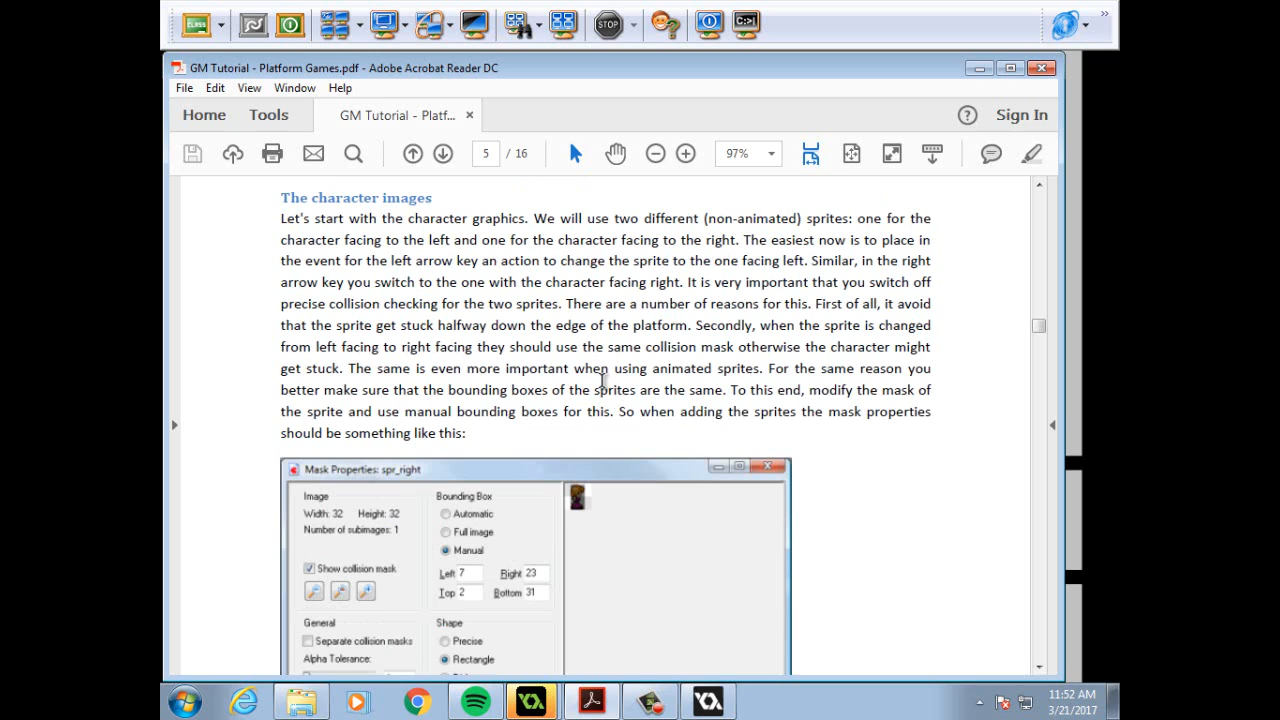 CLASS
STOP
C:\>
GM Tutorial - Platform Games.pdf - Adobe Acrobat Reader DC
File Edit View Window Help
Home Tools GM Tutorial - Platf... × ? Sign In
5 / 16 97%
The character images
Let's start with the character graphics. We will use two different (non-animated) sprites: one for the
character facing to the left and one for the character facing to the right. The easiest now is to place in
the event for the left arrow key an action to change the sprite to the one facing left. Similar, in the right
arrow key you switch to the one with the character facing right. It is very important that you switch off
precise collision checking for the two sprites. There are a number of reasons for this. First of all, it avoid
that the sprite get stuck halfway down the edge of the platform. Secondly, when the sprite is changed
from left facing to right facing they should use the same collision mask otherwise the character might
get stuck. The same is even more important when using animated sprites. For the same reason you
better make sure that the bounding boxes of the sprites are the same. To this end, modify the mask of
the sprite and use manual bounding boxes for this. So when adding the sprites the mask properties
should be something like this:
Mask Properties: spr_right
Image
Width: 32 Height: 32
Number of subimages: 1
Show collision mask
Bounding Box
Automatic
Full image
Manual
Left 7 Right 23
Top 2 Bottom 31
General
Separate collision masks
Alpha Tolerance:
Shape
Precise
Rectangle
11:52 AM
3/21/2017